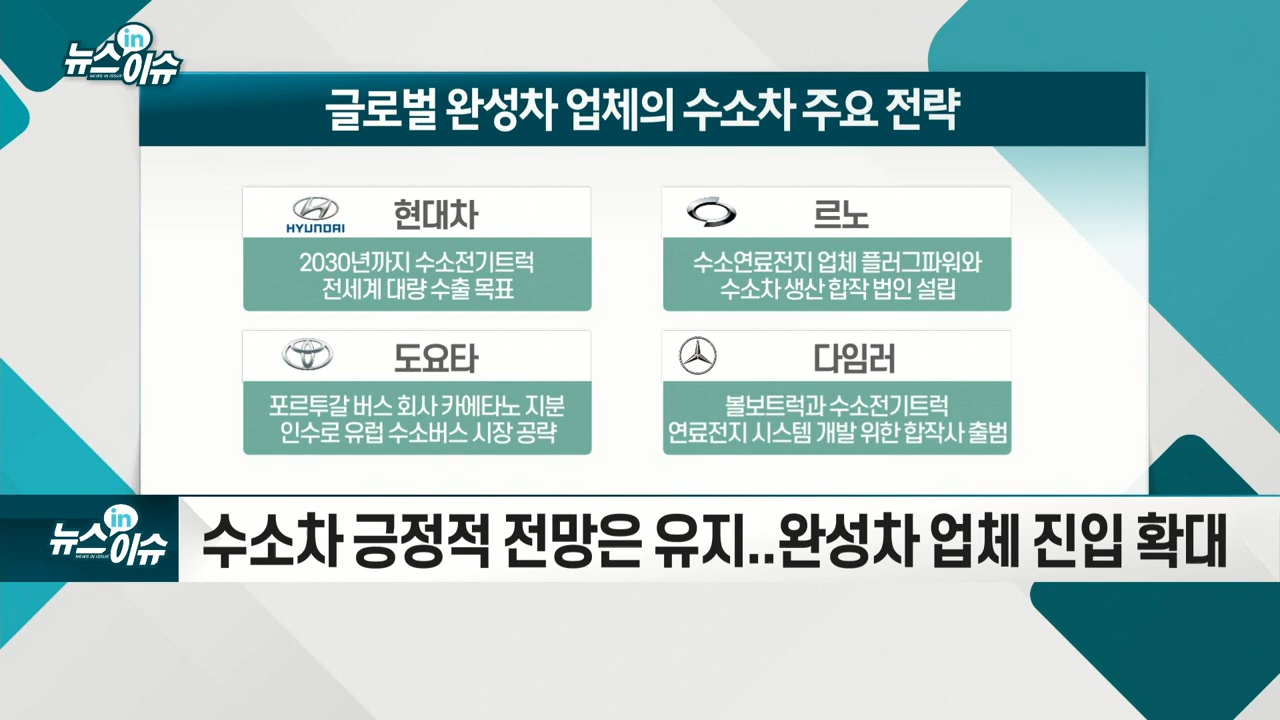 뉴스in이슈
NEWS IN ISSUE
글로벌 완성차 업체의 수소차 주요 전략
HYUNDAI
현대차
2030년까지 수소전기트럭
전세계 대량 수출 목표
르노
수소연료전지 업체 플러그파워와
수소차 생산 합작 법인 설립
도요타
포르투갈 버스 회사 카에타노 지분
인수로 유럽 수소버스 시장 공략
다임러
볼보트럭과 수소전기트럭
연료전지 시스템 개발 위한 합작사 출범
뉴스in이슈
NEWS IN ISSUE
수소차 긍정적 전망은 유지..완성차 업체 진입 확대